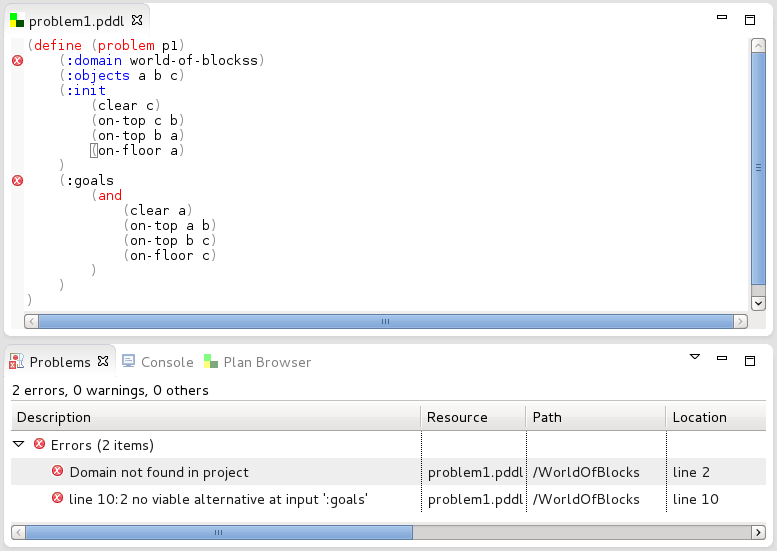 problem1.pddl
(define (problem p1)
    (:domain world-of-blockss)
    (:objects a b c)
    (:init
        (clear c)
        (on-top c b)
        (on-top b a)
        (on-floor a)
    )
    (:goals
        (and
            (clear a)
            (on-top a b)
            (on-top b c)
            (on-floor c)
        )
    )
)
Problems Console Plan Browser
2 errors, 0 warnings, 0 others
Description Resource Path Location
Errors (2 items)
Domain not found in project problem1.pddl /WorldOfBlocks line 2
line 10:2 no viable alternative at input ':goals' problem1.pddl /WorldOfBlocks line 10